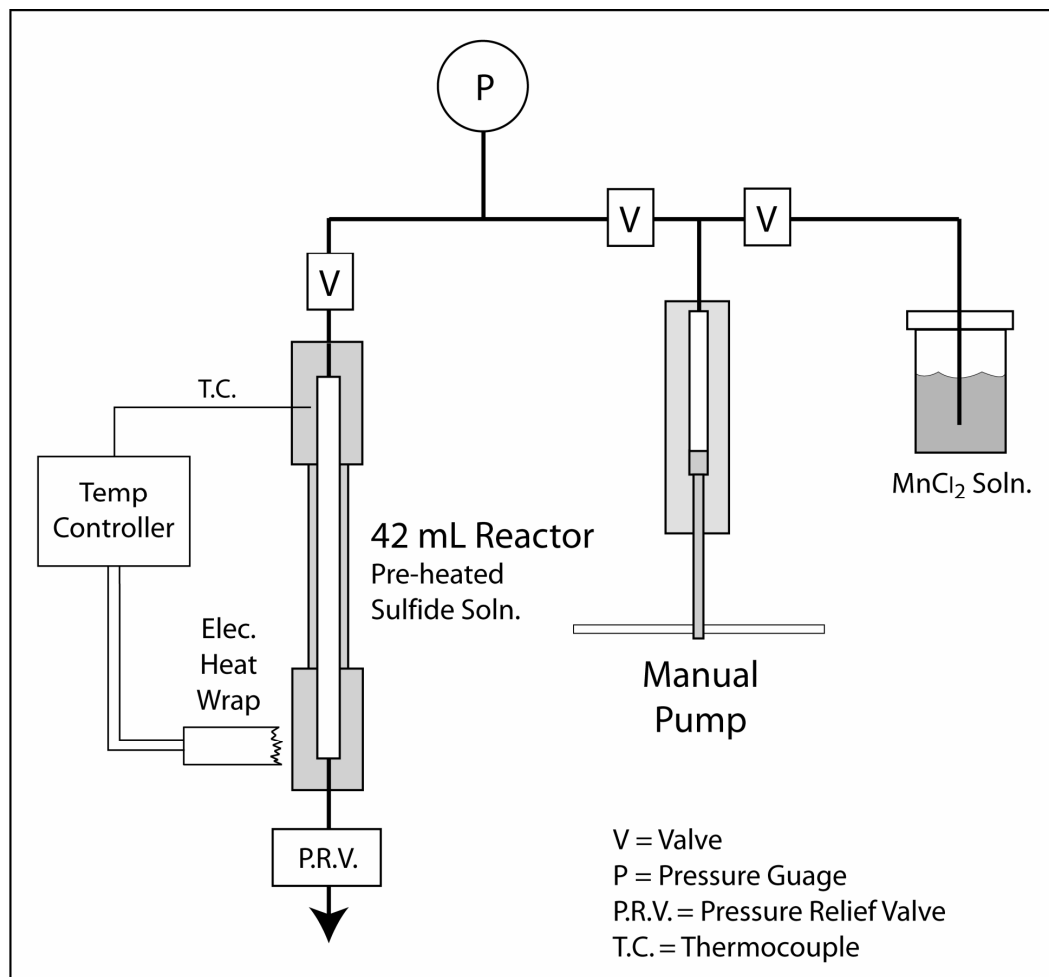 P
V
V
V
T.C.
Temp
Controller
MnCl₂ Soln.
42 mL Reactor
Pre-heated
Sulfide Soln.
Elec.
Heat
Wrap
Manual
Pump
P.R.V.
V = Valve
P = Pressure Guage
P.R.V. = Pressure Relief Valve
T.C. = Thermocouple